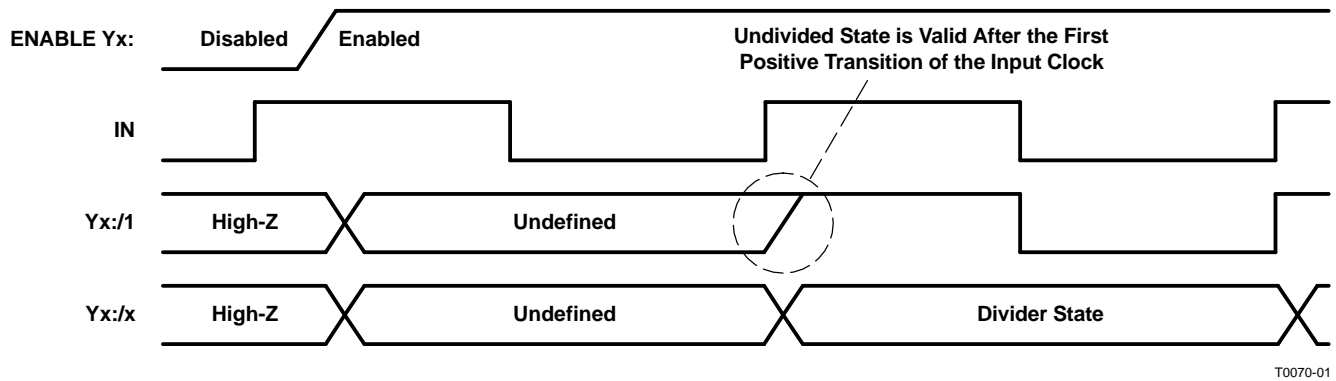 ENABLE Yx: Disabled Enabled
Undivided State is Valid After the First
Positive Transition of the Input Clock
IN
Yx:/1 High-Z Undefined
Yx:/x High-Z Undefined Divider State
T0070-01